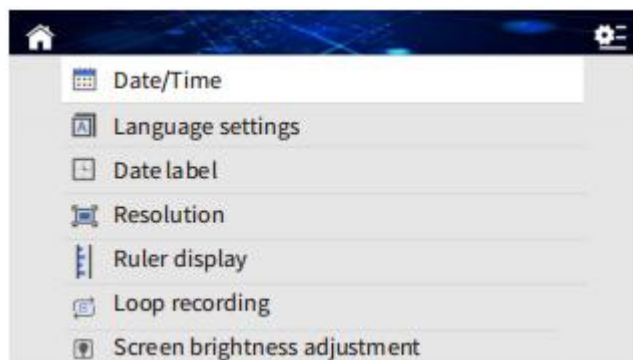 Date/Time
Language settings
Date label
Resolution
Ruler display
Loop recording
Screen brightness adjustment